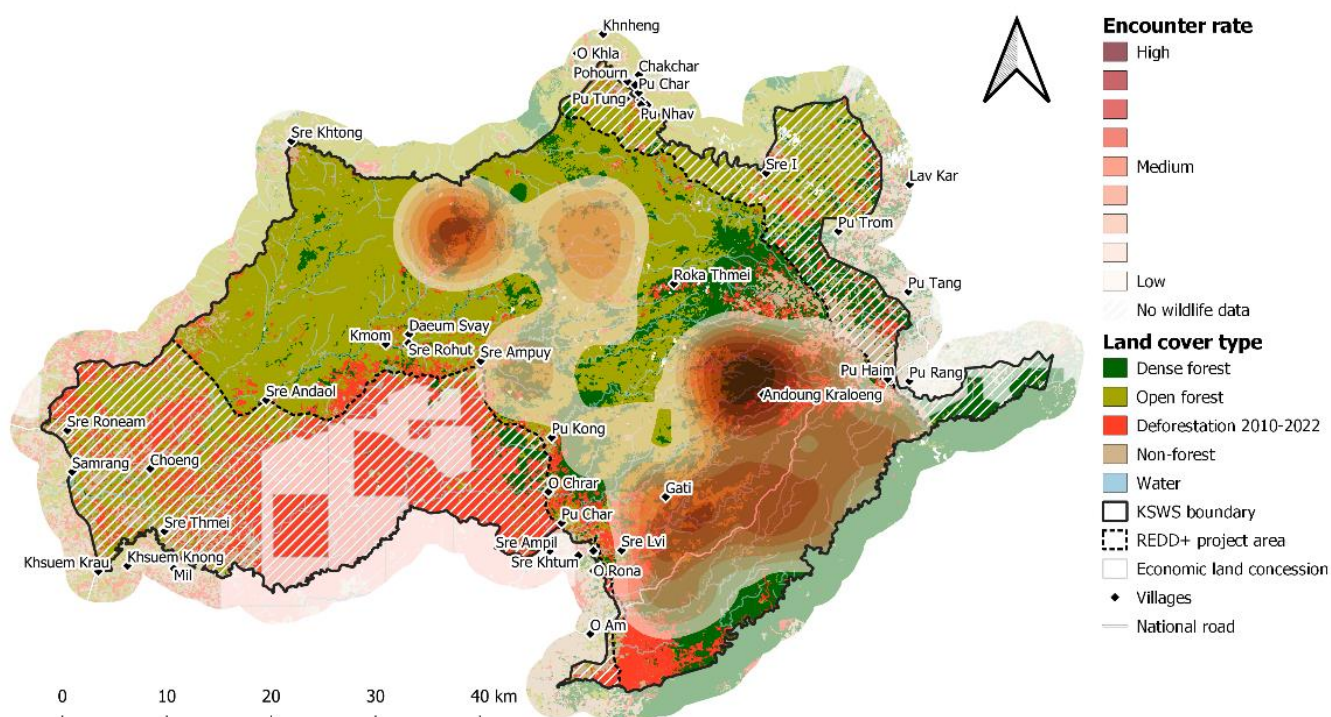 Khnheng
O Khla
Chakchar
Pohourn
Pu Char
Pu Tung
Pu Nhav
Sre Khtong
Sre I
Lav Kar
Pu Trom
Roka Thmei
Pu Tang
Daeum Svay
Kmom
Sre Rohut
Sre Ampuy
Pu Haim
Pu Rang
Sre Andaol
Andoung Kraloeng
Sre Roneam
Pu Kong
Samrang
Choeng
O Chrar
Gati
Pu Char
Sre Thmei
Sre Ampil
Sre Lvi
Khsuem Knong
Sre Khtum
Khsuem Krau
Mil
O Rona
O Am
0 10 20 30 40 km
Encounter rate
High
Medium
Low
No wildlife data
Land cover type
Dense forest
Open forest
Deforestation 2010-2022
Non-forest
Water
KSWS boundary
REDD+ project area
Economic land concession
Villages
National road